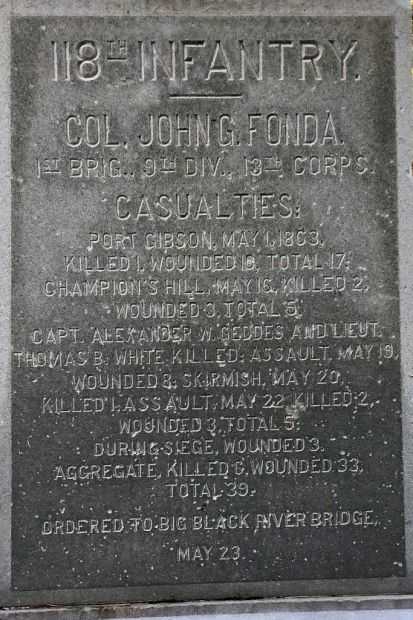 118TH INFANTRY.
COL. JOHN G. FONDA.
1ST BRIG., 9TH DIV., 13TH CORPS.
CASUALTIES:
PORT GIBSON, MAY 1, 1863,
KILLED 1, WOUNDED 16, TOTAL 17;
CHAMPION'S HILL, MAY 16, KILLED 2,
WOUNDED 3, TOTAL 5,
CAPT. ALEXANDER W. GEDDES AND LIEUT.
THOMAS B. WHITE KILLED; ASSAULT, MAY 19,
WOUNDED 8; SKIRMISH, MAY 20,
KILLED 1; ASSAULT, MAY 22, KILLED 2,
WOUNDED 3, TOTAL 5;
DURING SIEGE, WOUNDED 3.
AGGREGATE, KILLED 6, WOUNDED 33,
TOTAL 39.
ORDERED TO BIG BLACK RIVER BRIDGE,
MAY 23.